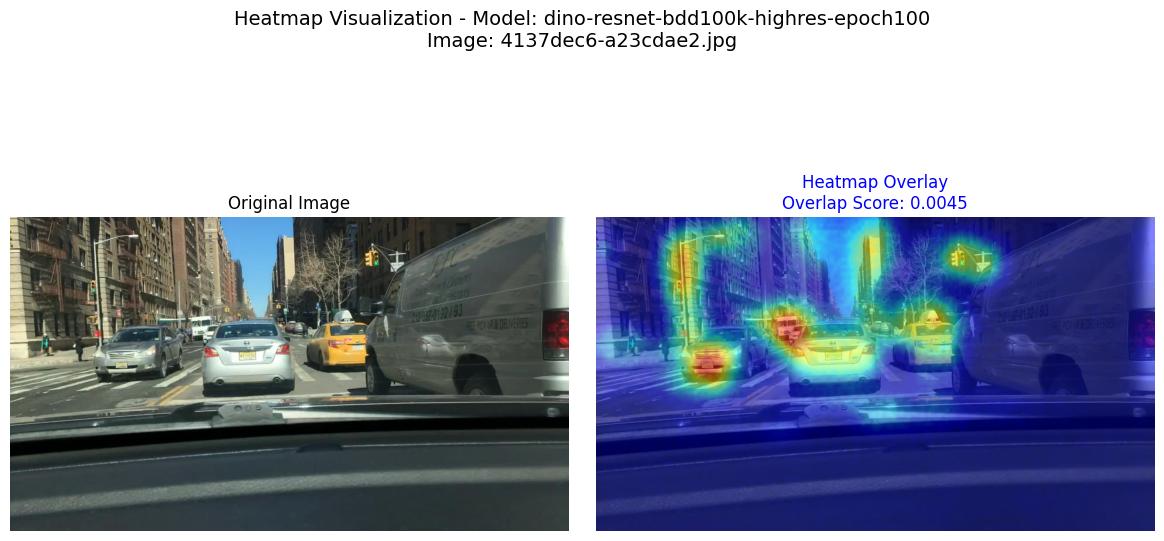 Heatmap Visualization - Model: dino-resnet-bdd100k-highres-epoch100
Image: 4137dec6-a23cdae2.jpg
Original Image
Heatmap Overlay
Overlap Score: 0.0045